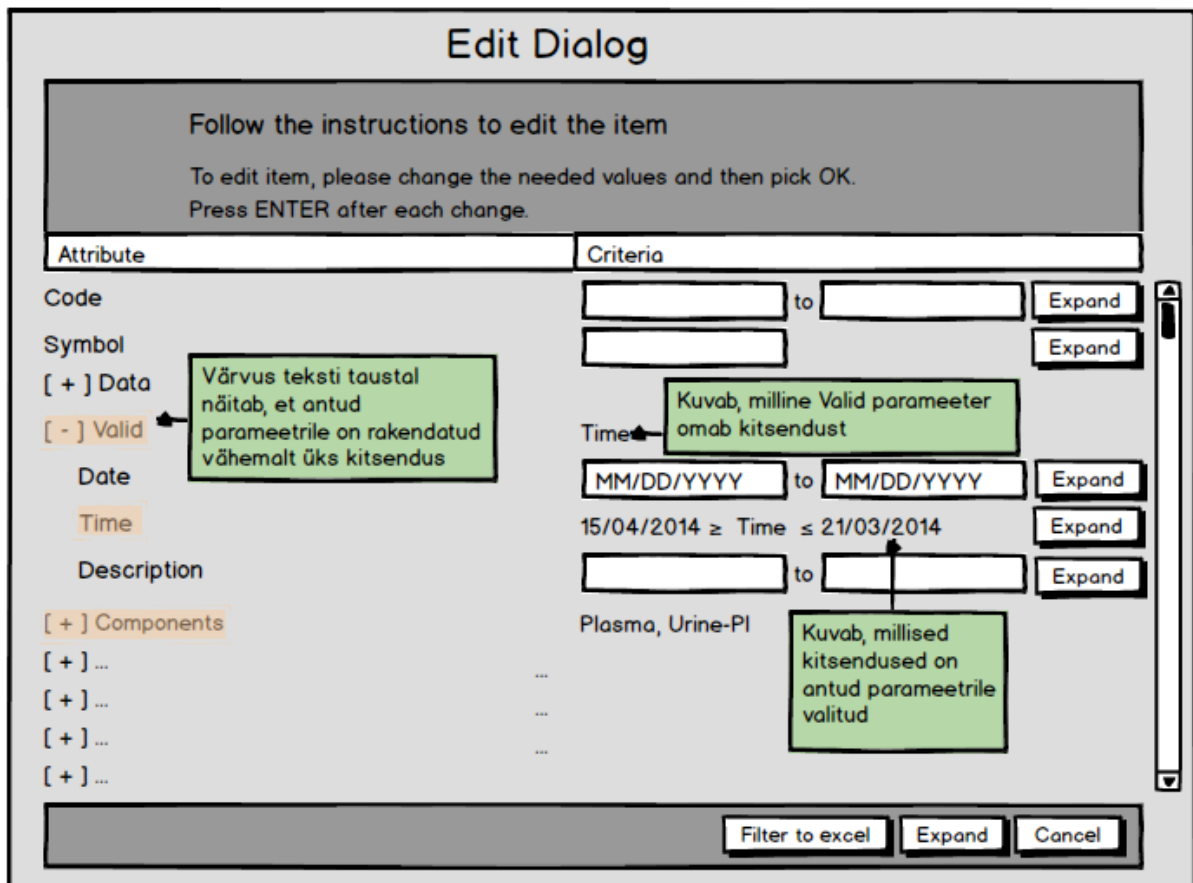 Edit Dialog
Follow the instructions to edit the item
To edit item, please change the needed values and then pick OK.
Press ENTER after each change.
Attribute Criteria
Code to Expand
Symbol Expand
[ + ] Data
Värvus teksti taustal
näitab, et antud
parameetrile on rakendatud
vähemalt üks kitsendus
Kuvab, milline Valid parameeter
omab kitsendust
[ - ] Valid Time
Date MM/DD/YYYY to MM/DD/YYYY Expand
Time 15/04/2014 ≥ Time ≤ 21/03/2014 Expand
Description to Expand
[ + ] Components Plasma, Urine-Pl
Kuvab, millised
kitsendused on
antud parameetrile
valitud
[ + ] ... ...
[ + ] ... ...
[ + ] ... ...
[ + ] ...
Filter to excel Expand Cancel